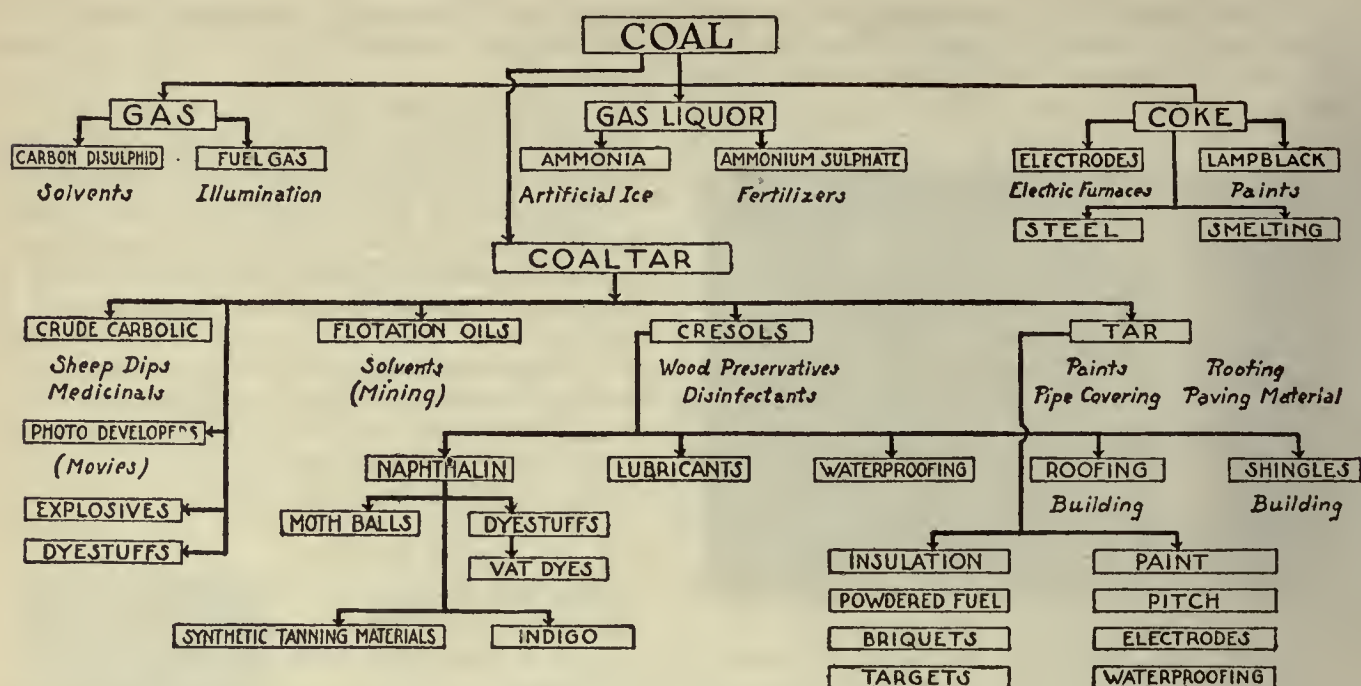 COAL
GAS
GAS LIQUOR
COKE
CARBON DISULPHID
FUEL GAS
AMMONIA
AMMONIUM SULPHATE
ELECTRODES
LAMPBLACK
Solvents
Illumination
Artificial Ice
Fertilizers
Electric Furnaces
Paints
STEEL
SMELTING
COALTAR
CRUDE CARBOLIC
FLOTATION OILS
CRESOLS
TAR
Sheep Dips
Medicinals
Solvents
(Mining)
Wood Preservatives
Disinfectants
Paints
Pipe Covering
Roofing
Paving Material
PHOTO DEVELOPERS
(Movies)
NAPHTHALIN
LUBRICANTS
WATERPROOFING
ROOFING
SHINGLES
Building
Building
EXPLOSIVES
MOTH BALLS
DYESTUFFS
DYESTUFFS
VAT DYES
INSULATION
PAINT
POWDERED FUEL
PITCH
SYNTHETIC TANNING MATERIALS
INDIGO
BRIQUETS
ELECTRODES
TARGETS
WATERPROOFING